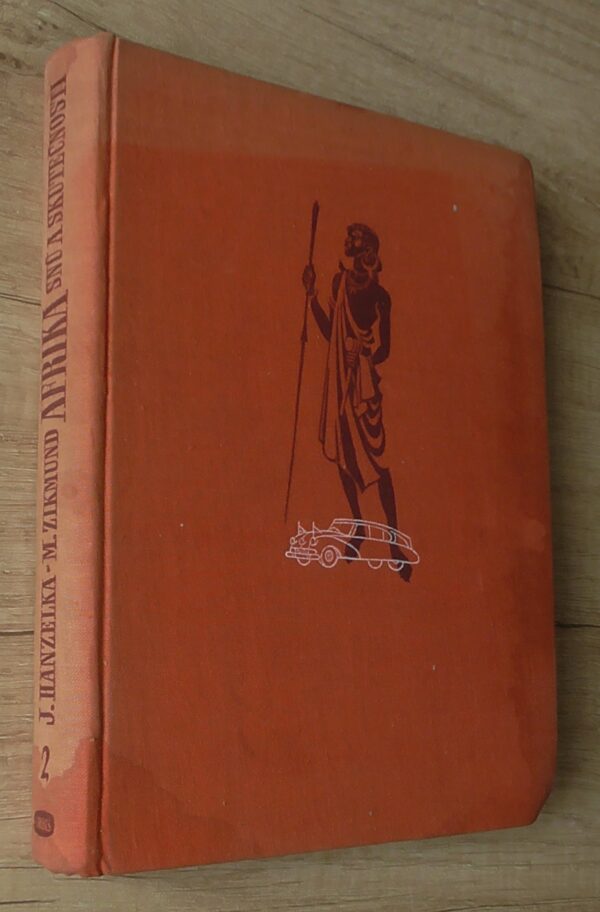 J. HANZELKA - M. ZIKMUND AFRIKA SNŮ A SKUTEČNOSTI
2